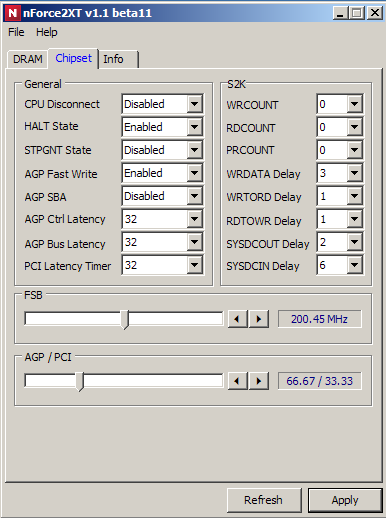 N nForce2XT v1.1 beta11
File Help
DRAM Chipset Info
General
CPU Disconnect Disabled
HALT State Enabled
STPGNT State Disabled
AGP Fast Write Enabled
AGP SBA Disabled
AGP Ctrl Latency 32
AGP Bus Latency 32
PCI Latency Timer 32
S2K
WRCOUNT 0
RDCOUNT 0
PRCOUNT 0
WRDATA Delay 3
WRTORD Delay 1
RDTOWR Delay 1
SYSDCOUT Delay 2
SYSDCIN Delay 6
FSB
200.45 MHz
AGP / PCI
66.67 / 33.33
Refresh Apply